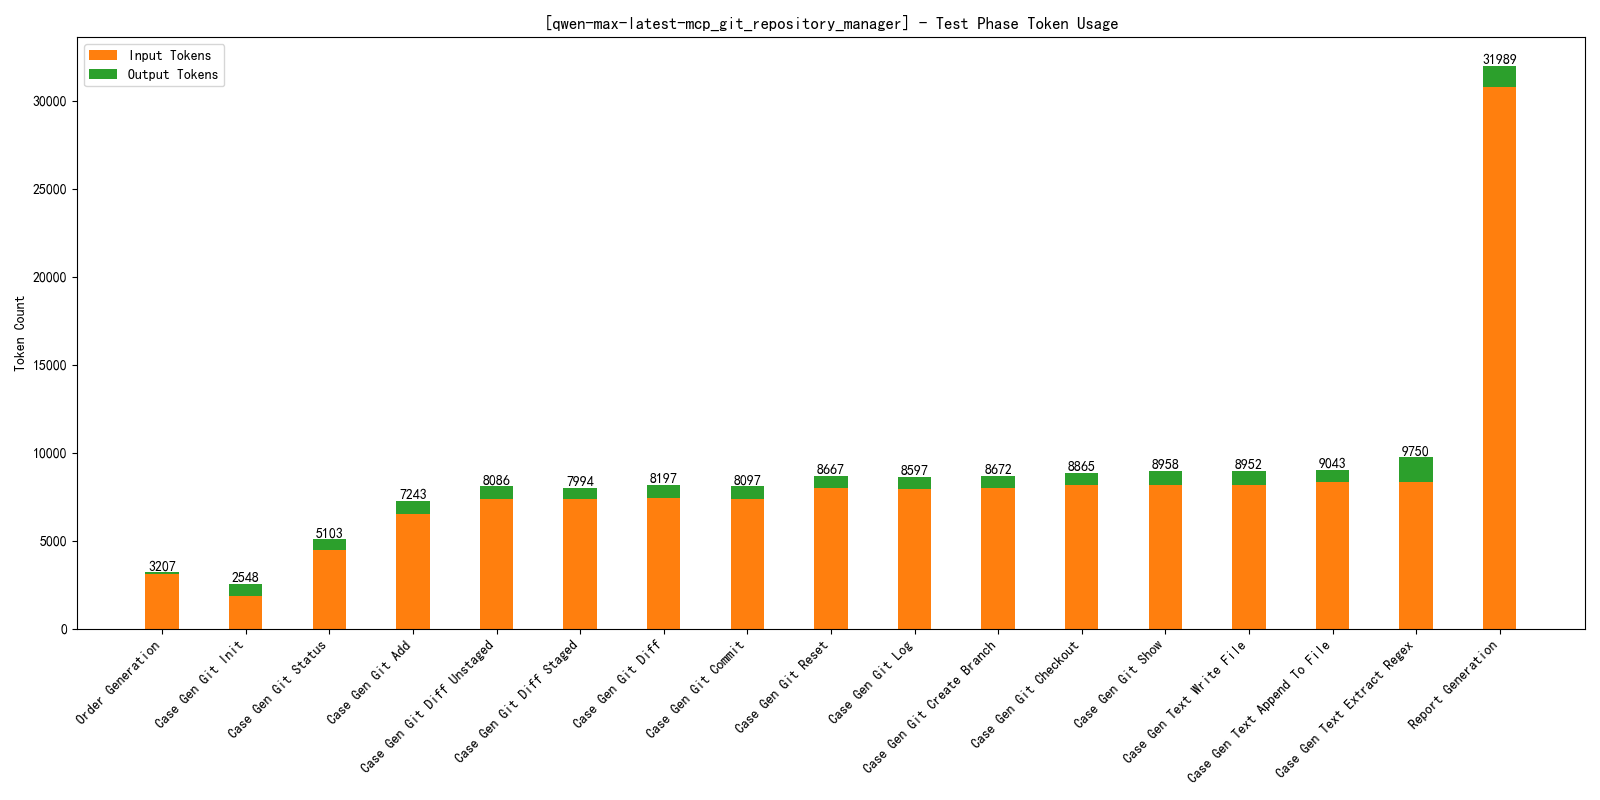 [qwen-max-latest-mcp_git_repository_manager] - Test Phase Token Usage
Input Tokens
Output Tokens
Token Count
30000
25000
20000
15000
10000
5000
0
3207
2548
5103
7243
8086
7994
8197
8097
8667
8597
8672
8865
8958
8952
9043
9750
31989
Order Generation
Case Gen Git Init
Case Gen Git Status
Case Gen Git Add
Case Gen Git Diff Unstaged
Case Gen Git Diff Staged
Case Gen Git Diff
Case Gen Git Commit
Case Gen Git Reset
Case Gen Git Log
Case Gen Git Create Branch
Case Gen Git Checkout
Case Gen Git Show
Case Gen Text Write File
Case Gen Text Append To File
Case Gen Text Extract Regex
Report Generation